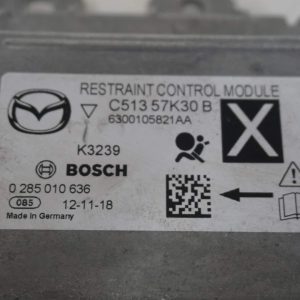 RESTRAINT CONTROL MODULE
C513 57K30 B
6300105821AA
X
K3239
BOSCH
0 285 010 636
085 12-11-18
Made in Germany